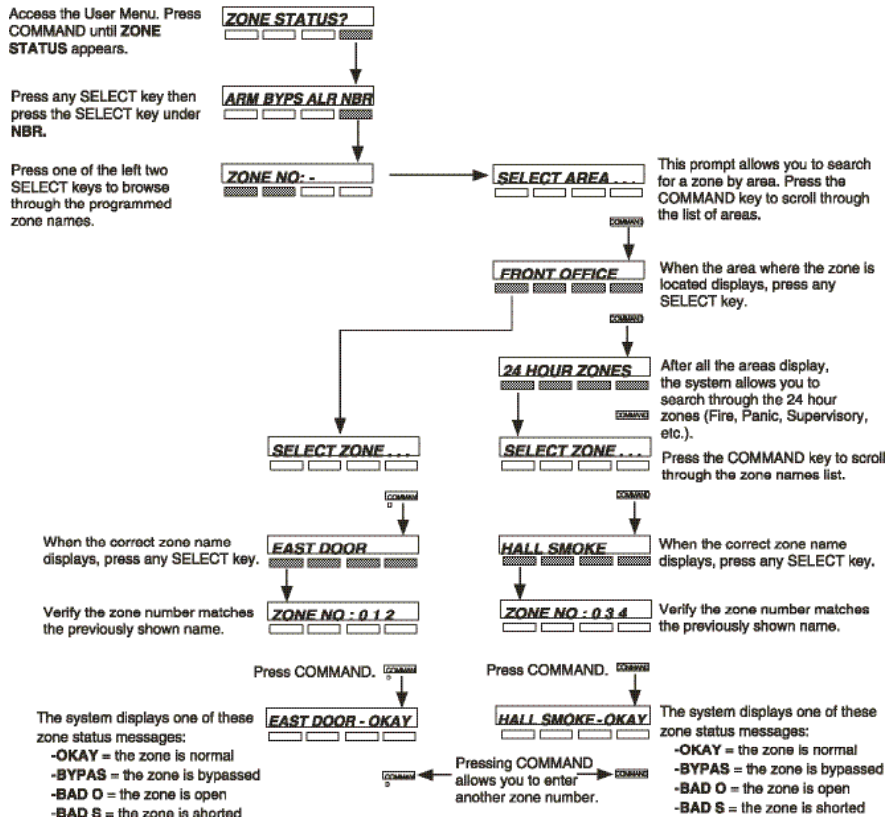 Access the User Menu. Press
COMMAND until ZONE
STATUS appears.
ZONE STATUS?
Press any SELECT key then
press the SELECT key under
NBR.
ARM BYPS ALR NBR
Press one of the left two
SELECT keys to browse
through the programmed
zone names.
ZONE NO: -
SELECT AREA . . .
This prompt allows you to search
for a zone by area. Press the
COMMAND key to scroll through
the list of areas.
COMMAND
FRONT OFFICE
When the area where the zone is
located displays, press any
SELECT key.
COMMAND
24 HOUR ZONES
After all the areas display,
the system allows you to
search through the 24 hour
zones (Fire, Panic, Supervisory,
etc.).
COMMAND
SELECT ZONE . . .
SELECT ZONE . . .
Press the COMMAND key to scroll
through the zone names list.
COMMAN
D
COMMAND
When the correct zone name
displays, press any SELECT key.
EAST DOOR
HALL SMOKE
When the correct zone name
displays, press any SELECT key.
Verify the zone number matches
the previously shown name.
ZONE NO : 0 1 2
ZONE NO : 0 3 4
Verify the zone number matches
the previously shown name.
Press COMMAND.
COMMAN
D
Press COMMAND.
COMMAND
The system displays one of these
zone status messages:
-OKAY = the zone is normal
-BYPAS = the zone is bypassed
-BAD O = the zone is open
-BAD S = the zone is shorted
EAST DOOR - OKAY
HALL SMOKE-OKAY
The system displays one of these
zone status messages:
-OKAY = the zone is normal
-BYPAS = the zone is bypassed
-BAD O = the zone is open
-BAD S = the zone is shorted
COMMAN
D
Pressing COMMAND
allows you to enter
another zone number.
COMMAND